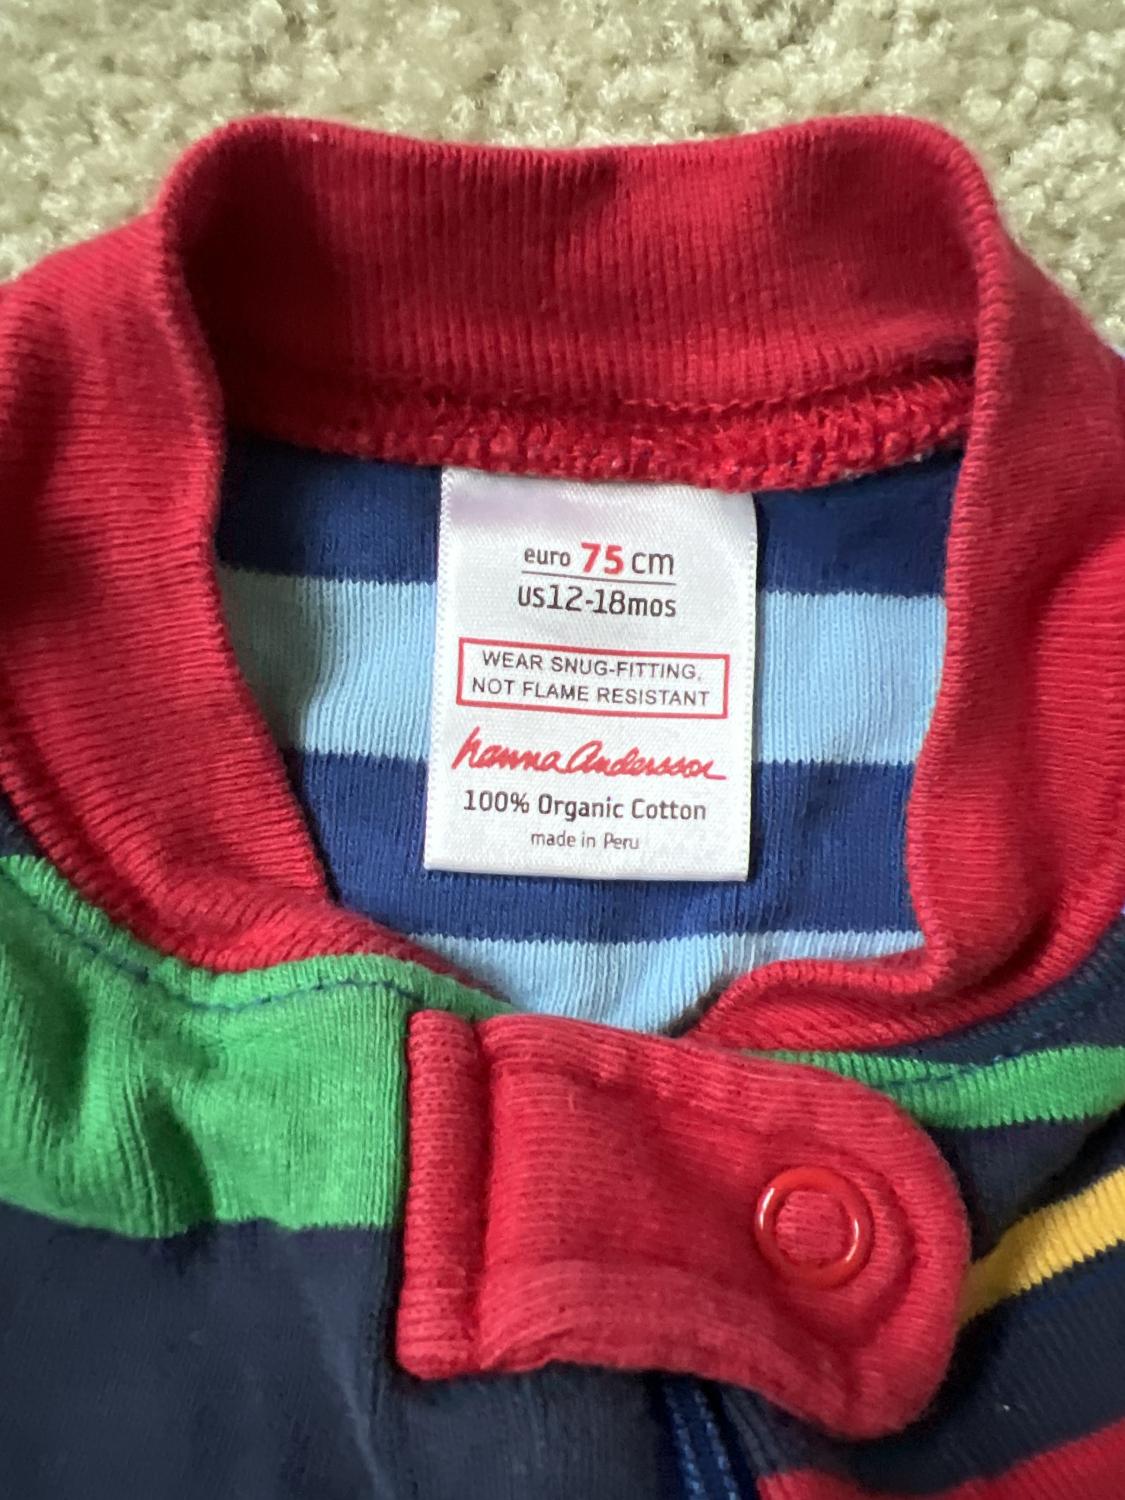 euro 75 cm
US12-18mos
WEAR SNUG-FITTING,
NOT FLAME RESISTANT
hanna Andersson
100% Organic Cotton
made in Peru